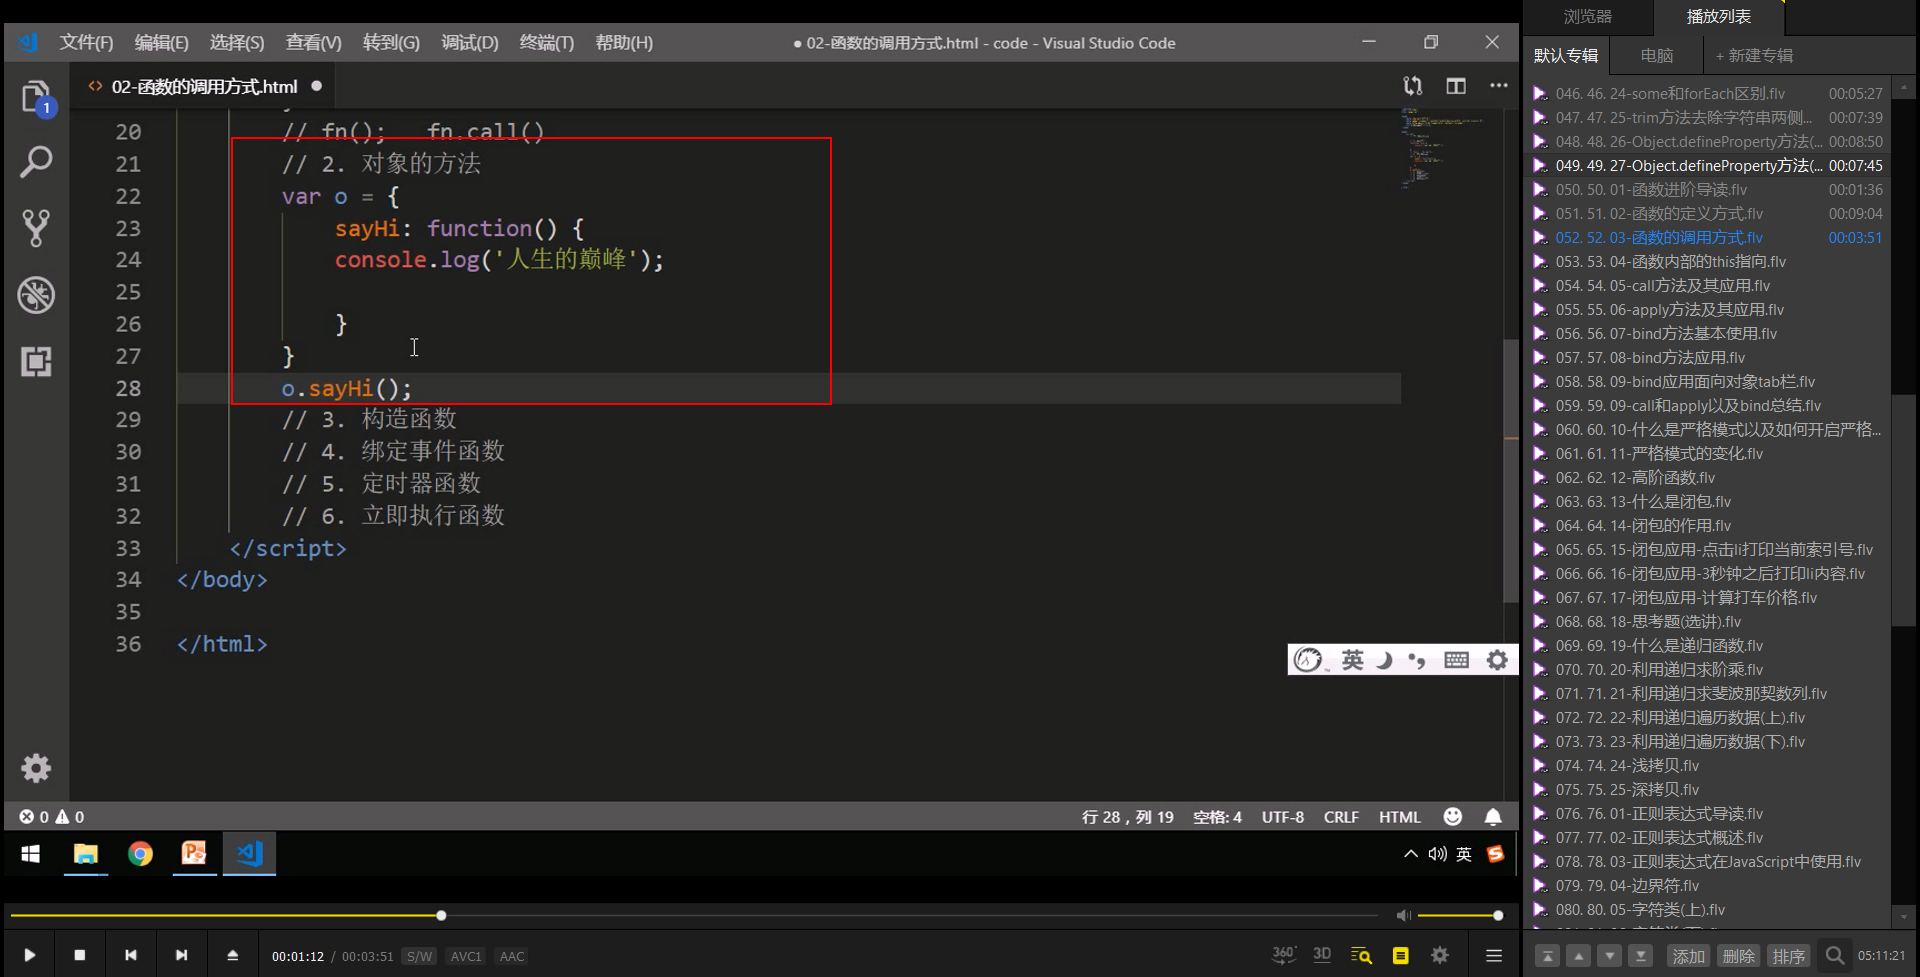 文件(F) 编辑(E) 选择(S) 查看(V) 转到(G) 调试(D) 终端(T) 帮助(H)
● 02-函数的调用方式.html - code - Visual Studio Code
02-函数的调用方式.html ●
1
20 // fn();   fn.call()
21 // 2. 对象的方法
22 var o = {
23 sayHi: function() {
24 console.log('人生的巅峰');
25
26 }
27 }
28 o.sayHi();
29 // 3. 构造函数
30 // 4. 绑定事件函数
31 // 5. 定时器函数
32 // 6. 立即执行函数
33 </script>
34 </body>
35
36 </html>
英
0 0
行 28，列 19 空格: 4 UTF-8 CRLF HTML
英
00:01:12 / 00:03:51 S/W AVC1 AAC
360° 3D
浏览器 播放列表
默认专辑 电脑 + 新建专辑
046. 46. 24-some和forEach区别.flv 00:05:27
047. 47. 25-trim方法去除字符串两侧... 00:07:39
048. 48. 26-Object.defineProperty方法(... 00:08:50
049. 49. 27-Object.defineProperty方法(... 00:07:45
050. 50. 01-函数进阶导读.flv 00:01:36
051. 51. 02-函数的定义方式.flv 00:09:04
052. 52. 03-函数的调用方式.flv 00:03:51
053. 53. 04-函数内部的this指向.flv
054. 54. 05-call方法及其应用.flv
055. 55. 06-apply方法及其应用.flv
056. 56. 07-bind方法基本使用.flv
057. 57. 08-bind方法应用.flv
058. 58. 09-bind应用面向对象tab栏.flv
059. 59. 09-call和apply以及bind总结.flv
060. 60. 10-什么是严格模式以及如何开启严格...
061. 61. 11-严格模式的变化.flv
062. 62. 12-高阶函数.flv
063. 63. 13-什么是闭包.flv
064. 64. 14-闭包的作用.flv
065. 65. 15-闭包应用-点击li打印当前索引号.flv
066. 66. 16-闭包应用-3秒钟之后打印li内容.flv
067. 67. 17-闭包应用-计算打车价格.flv
068. 68. 18-思考题(选讲).flv
069. 69. 19-什么是递归函数.flv
070. 70. 20-利用递归求阶乘.flv
071. 71. 21-利用递归求斐波那契数列.flv
072. 72. 22-利用递归遍历数据(上).flv
073. 73. 23-利用递归遍历数据(下).flv
074. 74. 24-浅拷贝.flv
075. 75. 25-深拷贝.flv
076. 76. 01-正则表达式导读.flv
077. 77. 02-正则表达式概述.flv
078. 78. 03-正则表达式在JavaScript中使用.flv
079. 79. 04-边界符.flv
080. 80. 05-字符类(上).flv
添加 删除 排序 05:11:21